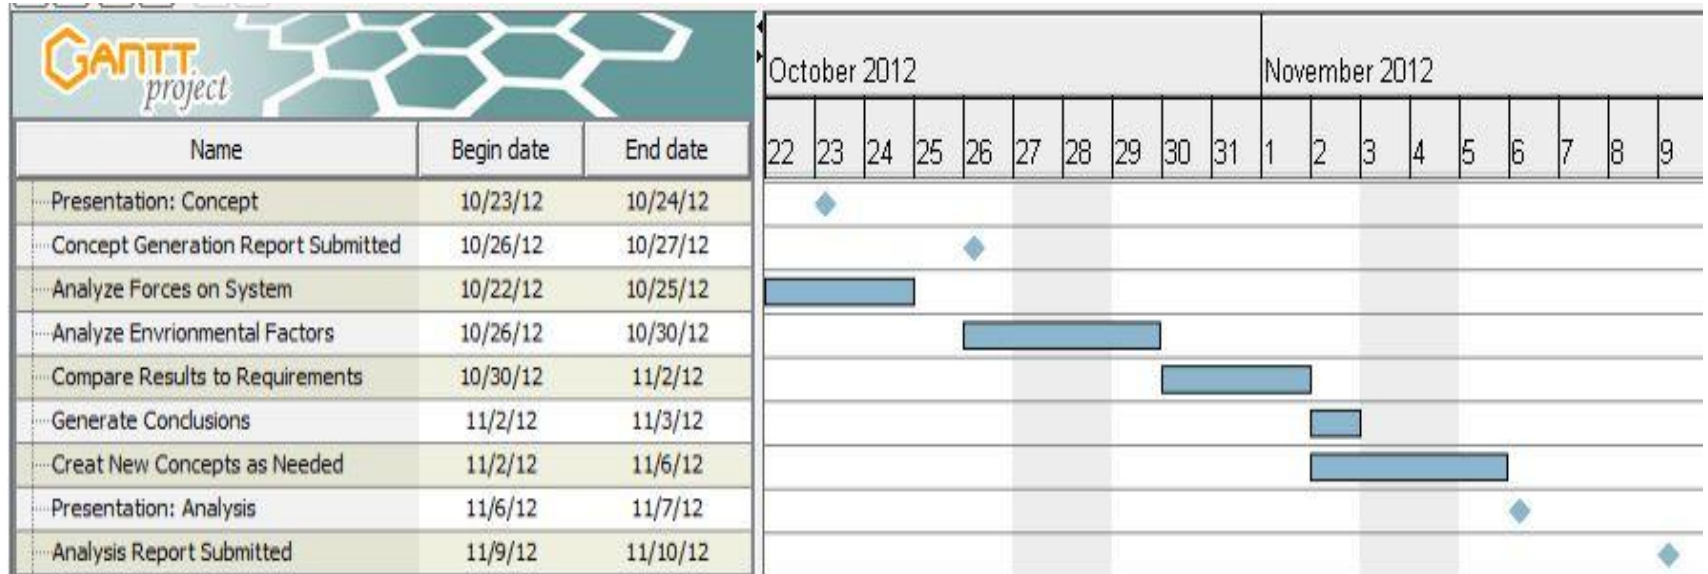 GANTT
project
October 2012 November 2012
Name Begin date End date 22 23 24 25 26 27 28 29 30 31 1 2 3 4 5 6 7 8 9
Presentation: Concept 10/23/12 10/24/12
Concept Generation Report Submitted 10/26/12 10/27/12
Analyze Forces on System 10/22/12 10/25/12
Analyze Envrionmental Factors 10/26/12 10/30/12
Compare Results to Requirements 10/30/12 11/2/12
Generate Conclusions 11/2/12 11/3/12
Creat New Concepts as Needed 11/2/12 11/6/12
Presentation: Analysis 11/6/12 11/7/12
Analysis Report Submitted 11/9/12 11/10/12